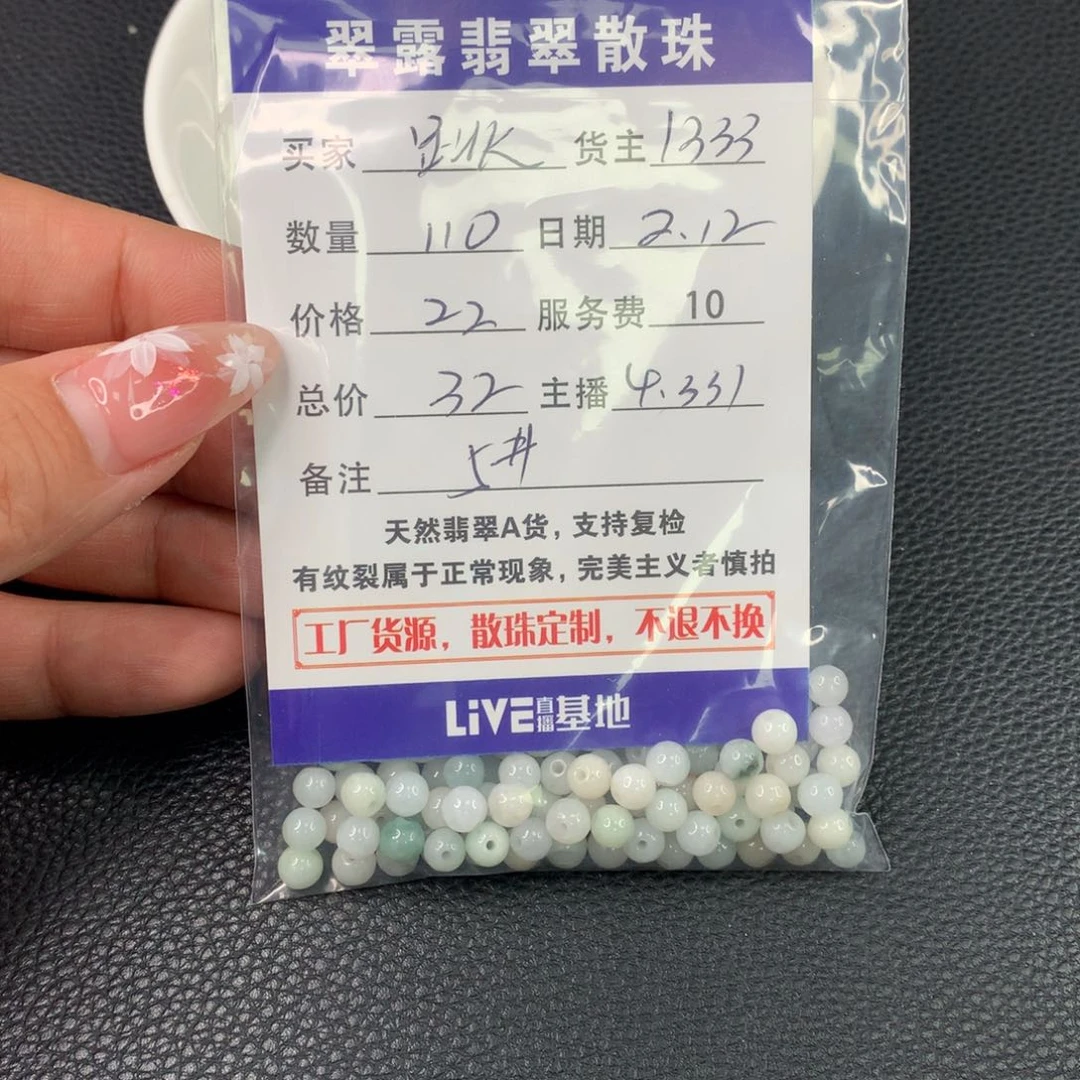 翠露翡翠散珠
买家 货主 1333
数量 110 日期 2.12
价格 22 服务费 10
总价 32 主播 4.331
备注 5#
天然翡翠A货，支持复检
有纹裂属于正常现象，完美主义者慎拍
工厂货源，散珠定制，不退不换
LiVE直播基地